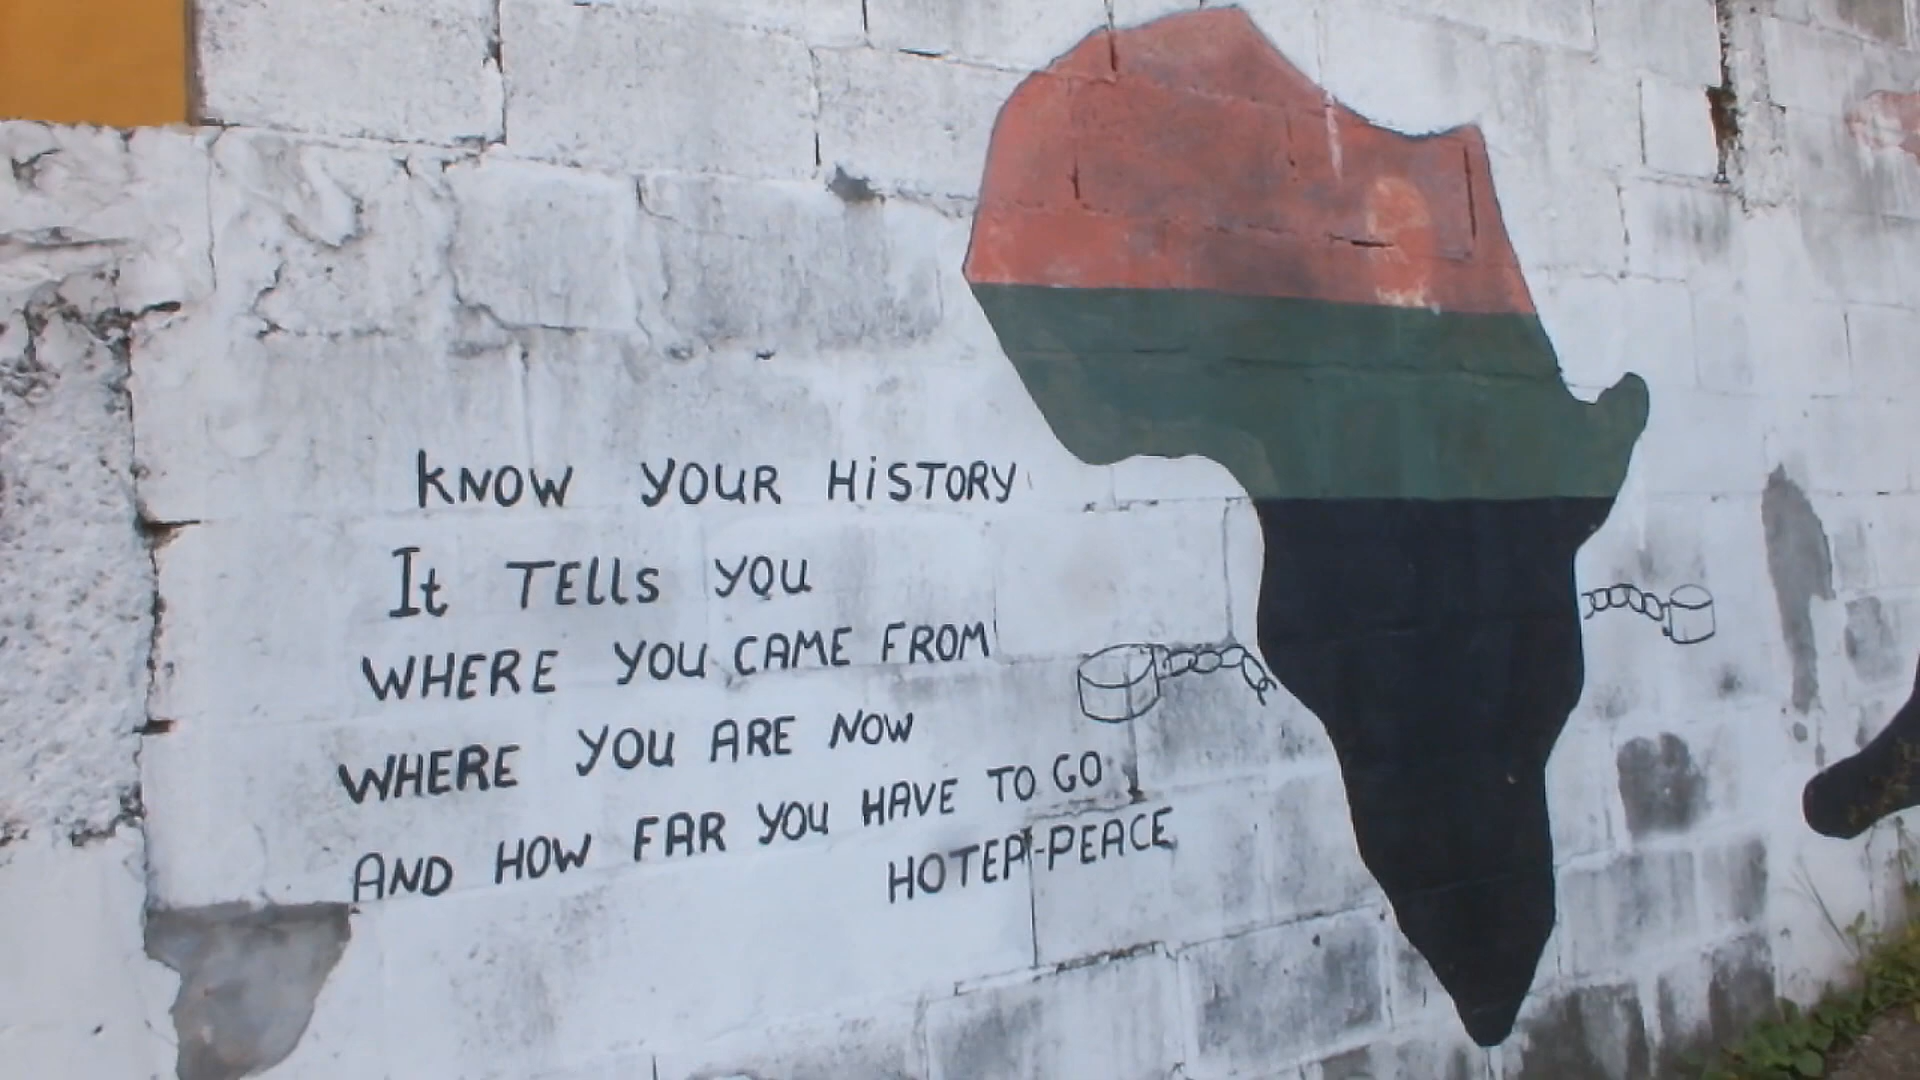 KNOW YOUR HiSTORY
It TElls YOU
WHERE YOU CAME FROM
WHERE YOU ARE NOW
AND HOW FAR YOU HAVE TO GO
HOTEP-PEACE